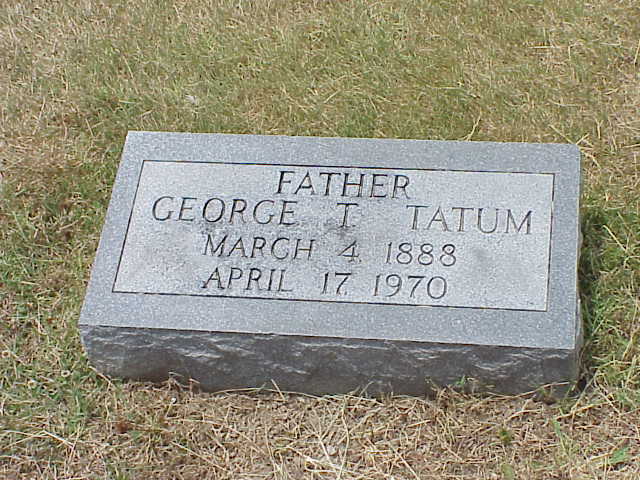 FATHER
GEORGE T. TATUM
MARCH 4, 1888
APRIL 17, 1970